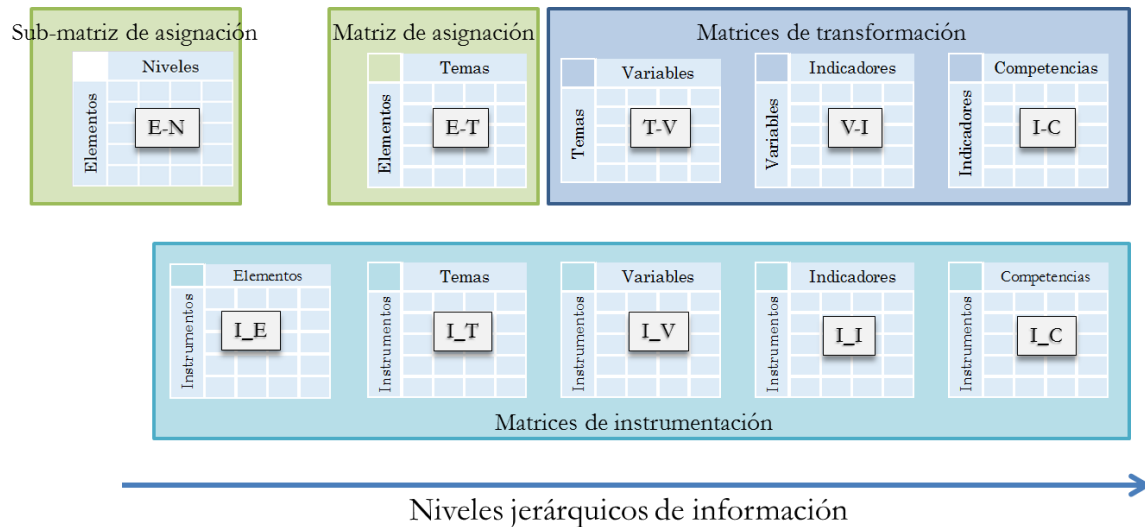 Sub-matriz de asignación
Matriz de asignación
Matrices de transformación
Niveles
Elementos
E-N
Temas
Elementos
E-T
Variables
Temas
T-V
Indicadores
Variables
V-I
Competencias
Indicadores
I-C
Elementos
Instrumentos
I_E
Temas
Instrumentos
I_T
Variables
Instrumentos
I_V
Indicadores
Instrumentos
I_I
Competencias
Instrumentos
I_C
Matrices de instrumentación
Niveles jerárquicos de información